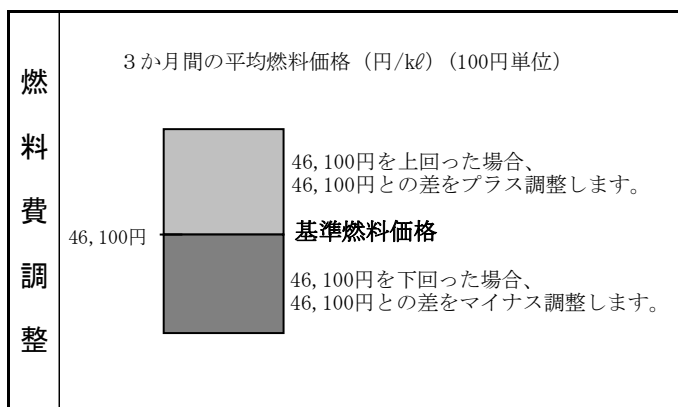 燃料費調整
３か月間の平均燃料価格（円/kℓ）（100円単位）
46,100円を上回った場合、
46,100円との差をプラス調整します。
46,100円
基準燃料価格
46,100円を下回った場合、
46,100円との差をマイナス調整します。